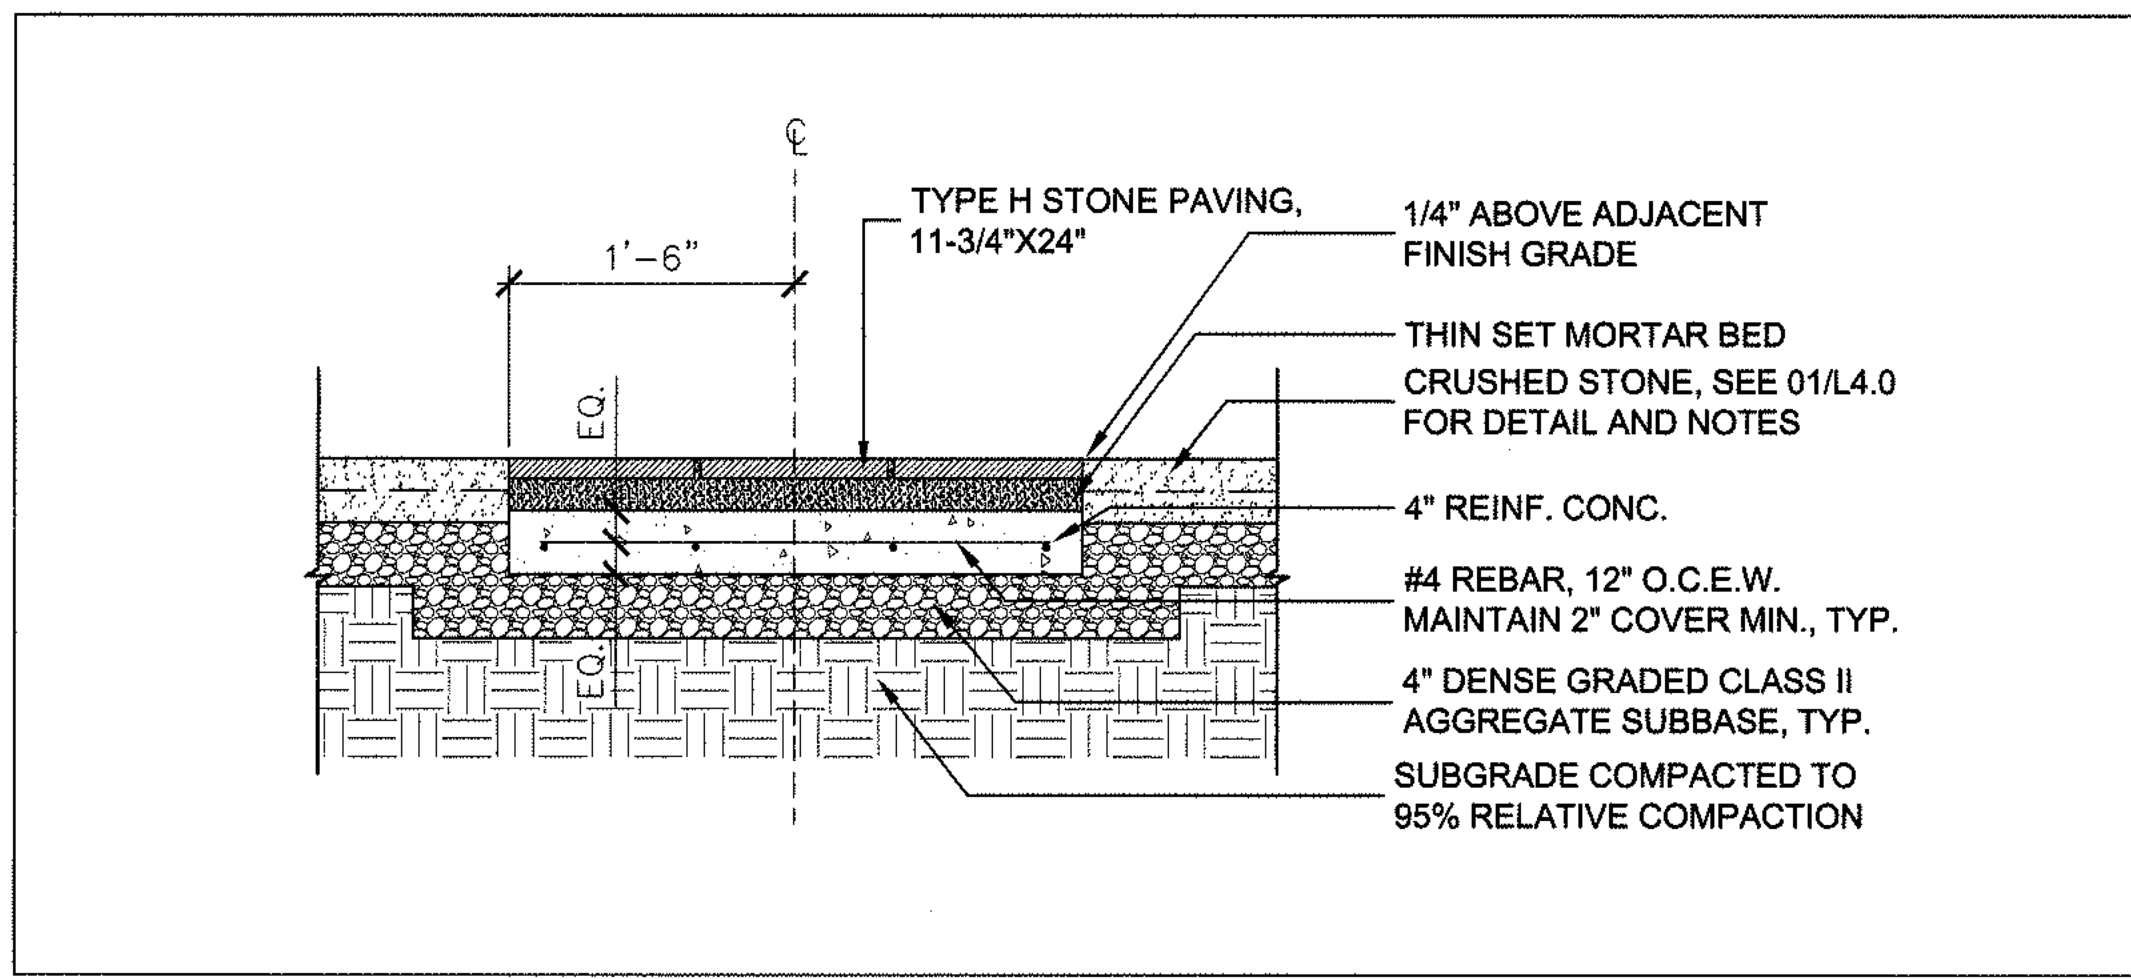 ℄
TYPE H STONE PAVING,
11-3/4"X24"
1'-6"
EQ.
EQ.
1/4" ABOVE ADJACENT
FINISH GRADE
THIN SET MORTAR BED
CRUSHED STONE, SEE 01/L4.0
FOR DETAIL AND NOTES
4" REINF. CONC.
#4 REBAR, 12" O.C.E.W.
MAINTAIN 2" COVER MIN., TYP.
4" DENSE GRADED CLASS II
AGGREGATE SUBBASE, TYP.
SUBGRADE COMPACTED TO
95% RELATIVE COMPACTION